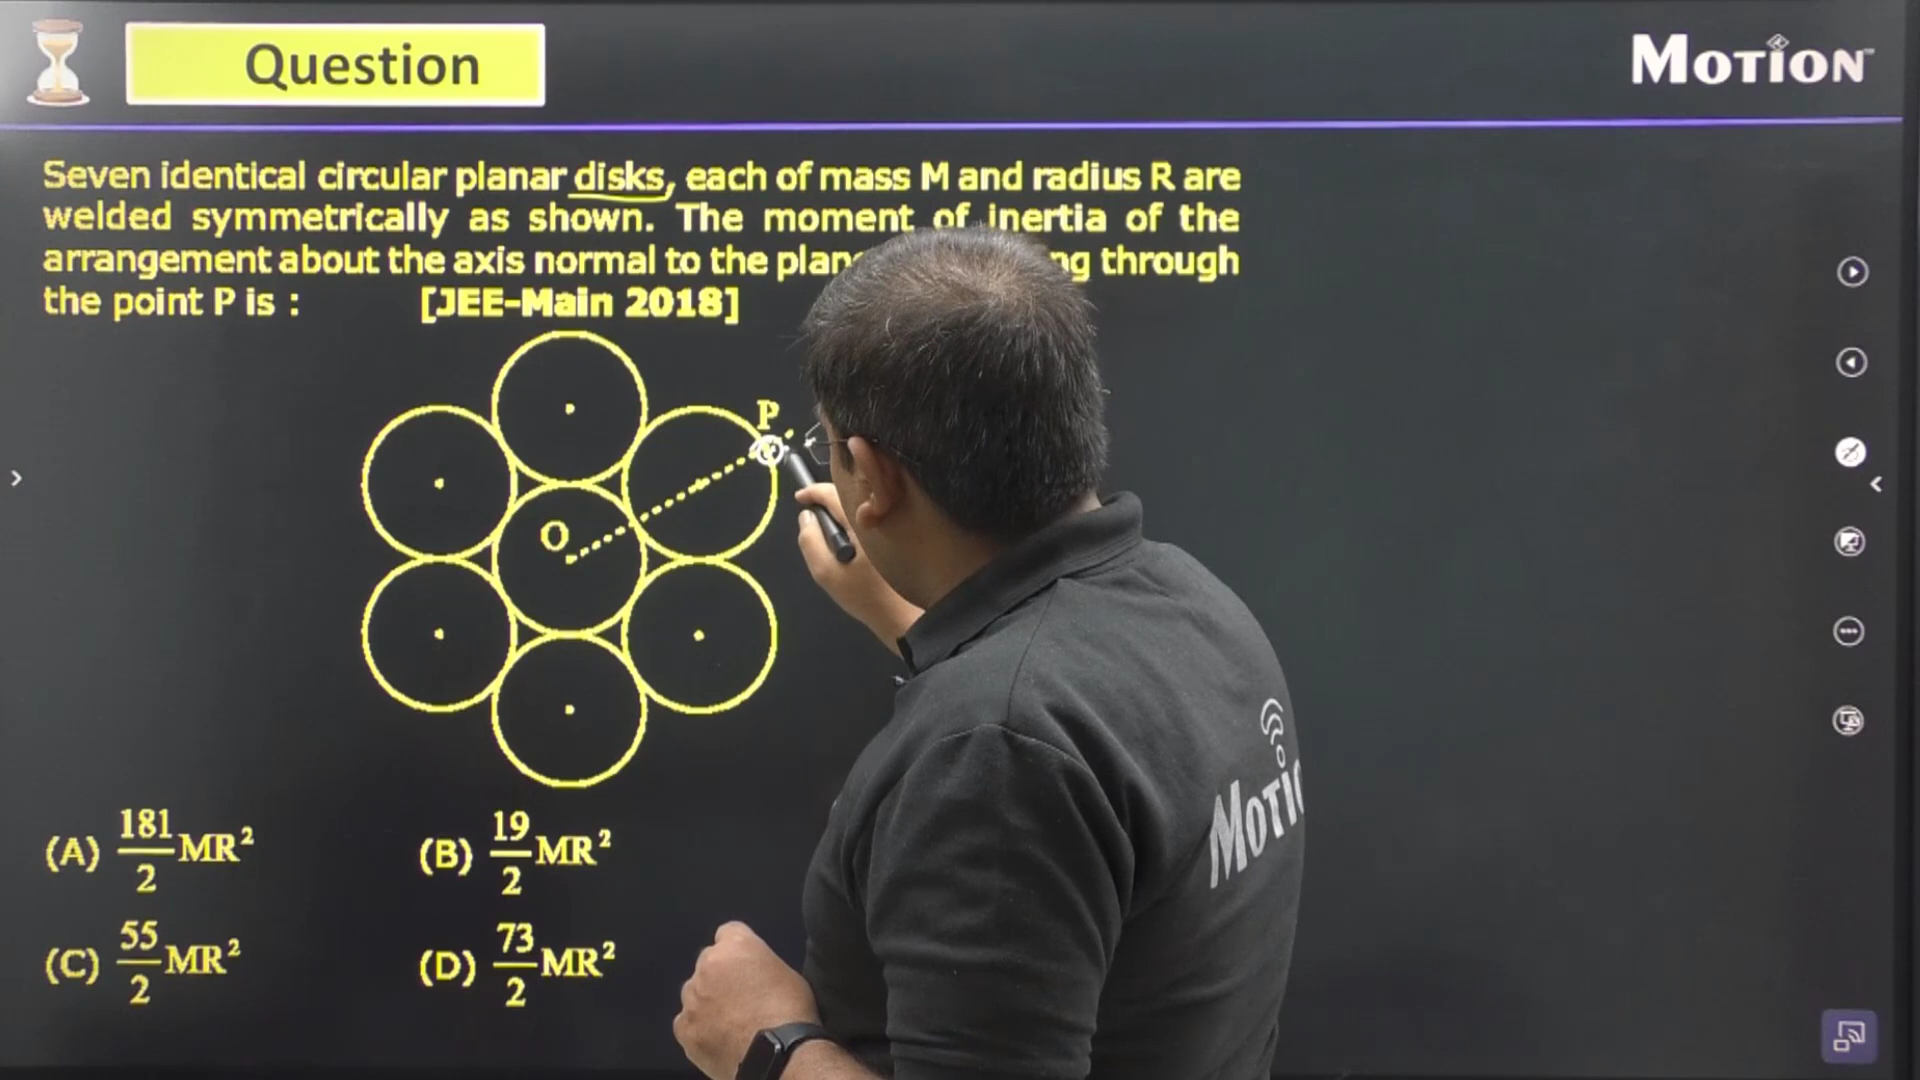 Question
MOTION
Seven identical circular planar disks, each of mass M and radius R are
welded symmetrically as shown. The moment of inertia of the
arrangement about the axis normal to the through
the point P is : [JEE-Main 2018]
P
O
(A) 181/2 MR² (B) 19/2 MR²
(C) 55/2 MR² (D) 73/2 MR²